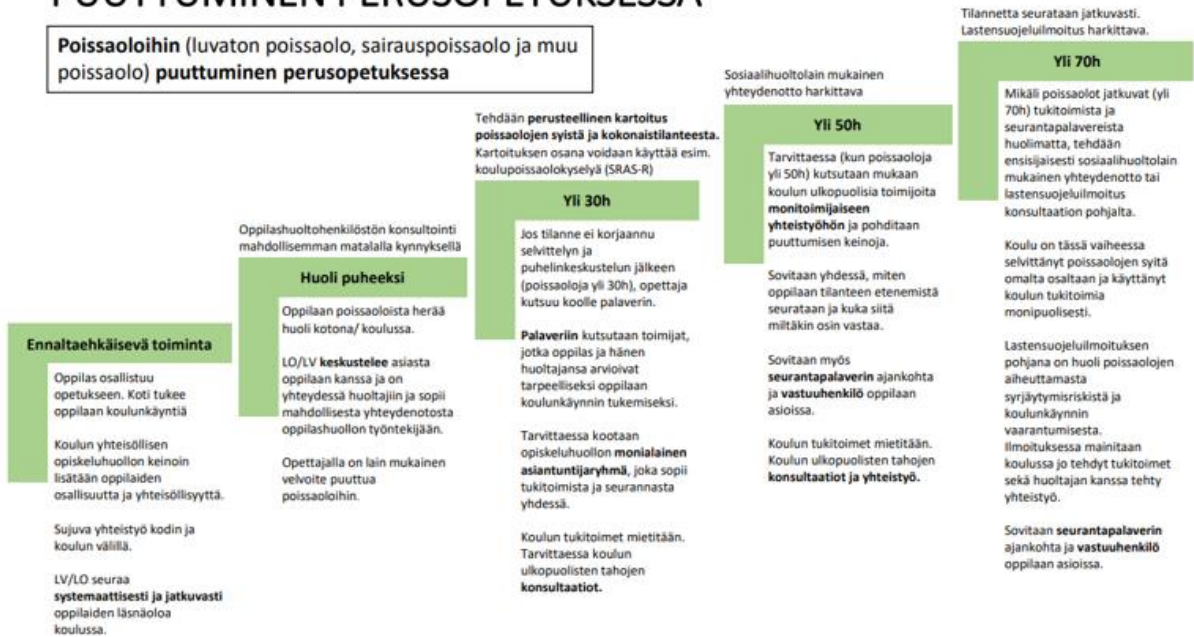 PUUTTUMINEN PERUSOPETUKSESSA
Poissaoloihin (luvaton poissaolo, sairauspoissaolo ja muu
poissaolo) puuttuminen perusopetuksessa
Ennaltaehkäisevä toiminta
Oppilas osallistuu
opetukseen. Koti tukee
oppilaan koulunkäyntiä
Koulun yhteisöllisen
opiskeluhuollon keinoin
lisätään oppilaiden
osallisuutta ja yhteisöllisyyttä.
Sujuva yhteistyö kodin ja
koulun välillä.
LV/LO seuraa
systemaattisesti ja jatkuvasti
oppilaiden läsnäoloa
koulussa.
Oppilashuoltohenkilöstön konsultointi
mahdollisemman matalalla kynnyksellä
Huoli puheeksi
Oppilaan poissaoloista herää
huoli kotona/ koulussa.
LO/LV keskustelee asiasta
oppilaan kanssa ja on
yhteydessä huoltajiin ja sopii
mahdollisesta yhteydenotosta
oppilashuollon työntekijään.
Opettajalla on lain mukainen
velvoite puuttua
poissaoloihin.
Tehdään perusteellinen kartoitus
poissaolojen syistä ja kokonaistilanteesta.
Kartoituksen osana voidaan käyttää esim.
koulupoissaolokyselyä (SRAS-R)
Yli 30h
Jos tilanne ei korjaannu
selvittelyn ja
puhelinkeskustelun jälkeen
(poissaoloja yli 30h), opettaja
kutsuu koolle palaverin.
Palaveriin kutsutaan toimijat,
jotka oppilas ja hänen
huoltajansa arvioivat
tarpeelliseksi oppilaan
koulunkäynnin tukemiseksi.
Tarvittaessa kootaan
opiskeluhuollon monialainen
asiantuntijaryhmä, joka sopii
tukitoimista ja seurannasta
yhdessä.
Koulun tukitoimet mietitään.
Tarvittaessa koulun
ulkopuolisten tahojen
konsultaatiot.
Sosiaalihuoltolain mukainen
yhteydenotto harkittava
Yli 50h
Tarvittaessa (kun poissaoloja
yli 50h) kutsutaan mukaan
koulun ulkopuolisia toimijoita
monitoimijaiseen
yhteistyöhön ja pohditaan
puuttumisen keinoja.
Sovitaan yhdessä, miten
oppilaan tilanteen etenemistä
seurataan ja kuka siitä
miltäkin osin vastaa.
Sovitaan myös
seurantapalaverin ajankohta
ja vastuuhenkilö oppilaan
asioissa.
Koulun tukitoimet mietitään.
Koulun ulkopuolisten tahojen
konsultaatiot ja yhteistyö.
Tilannetta seurataan jatkuvasti.
Lastensuojeluilmoitus harkittava.
Yli 70h
Mikäli poissaolot jatkuvat (yli
70h) tukitoimista ja
seurantapalavereista
huolimatta, tehdään
ensisijaisesti sosiaalihuoltolain
mukainen yhteydenotto tai
lastensuojeluilmoitus
konsultaation pohjalta.
Koulu on tässä vaiheessa
selvittänyt poissaolojen syitä
omalta osaltaan ja käyttänyt
koulun tukitoimia
monipuolisesti.
Lastensuojeluilmoituksen
pohjana on huoli poissaolojen
aiheuttamasta
syrjäytymisriskistä ja
koulunkäynnin
vaarantumisesta.
Ilmoituksessa mainitaan
koulussa jo tehdyt tukitoimet
sekä huoltajan kanssa tehty
yhteistyö.
Sovitaan seurantapalaverin
ajankohta ja vastuuhenkilö
oppilaan asioissa.